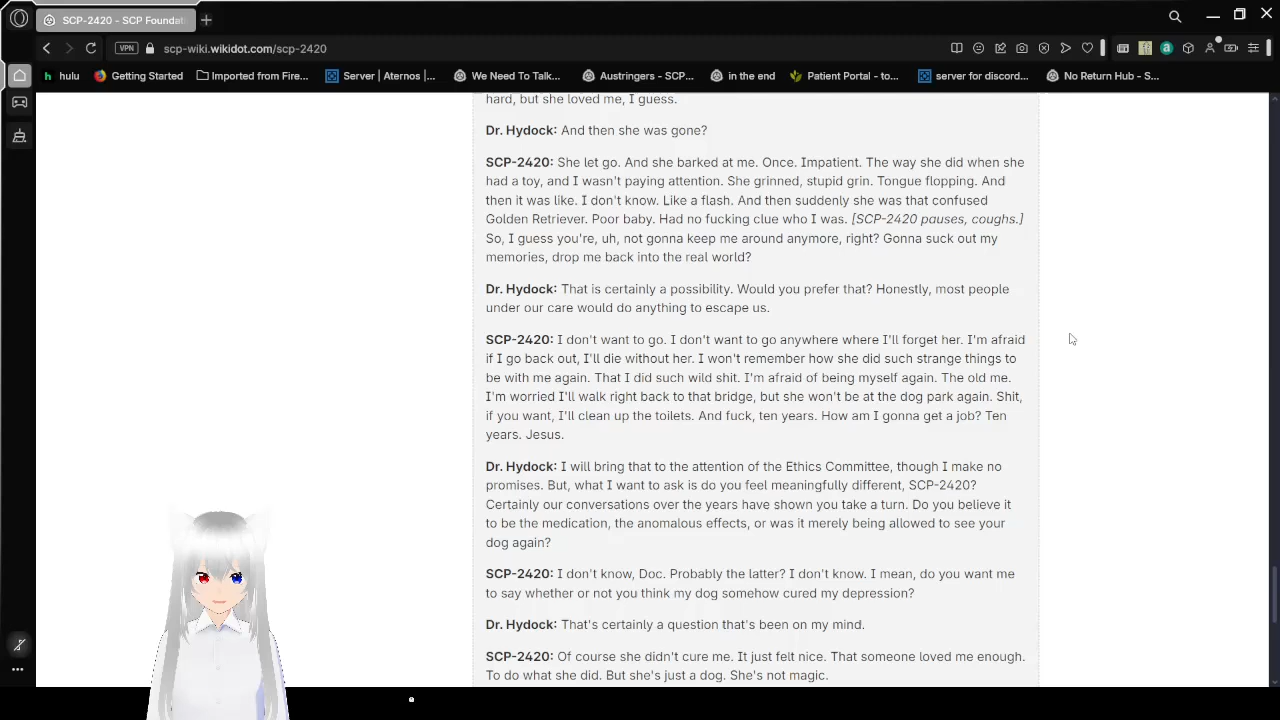 SCP-2420 - SCP Foundat
VPN scp-wiki.wikidot.com/scp-2420
hulu Getting Started Imported from Fire... Server | Aternos |... We Need To Talk... Austringers - SCP... in the end Patient Portal - to... server for discord... No Return Hub - S...
hard, but she loved me, I guess.
Dr. Hydock: And then she was gone?
SCP-2420: She let go. And she barked at me. Once. Impatient. The way she did when she
had a toy, and I wasn't paying attention. She grinned, stupid grin. Tongue flopping. And
then it was like. I don't know. Like a flash. And then suddenly she was that confused
Golden Retriever. Poor baby. Had no fucking clue who I was. [SCP-2420 pauses, coughs.]
So, I guess you're, uh, not gonna keep me around anymore, right? Gonna suck out my
memories, drop me back into the real world?
Dr. Hydock: That is certainly a possibility. Would you prefer that? Honestly, most people
under our care would do anything to escape us.
SCP-2420: I don't want to go. I don't want to go anywhere where I'll forget her. I'm afraid
if I go back out, I'll die without her. I won't remember how she did such strange things to
be with me again. That I did such wild shit. I'm afraid of being myself again. The old me.
I'm worried I'll walk right back to that bridge, but she won't be at the dog park again. Shit,
if you want, I'll clean up the toilets. And fuck, ten years. How am I gonna get a job? Ten
years. Jesus.
Dr. Hydock: I will bring that to the attention of the Ethics Committee, though I make no
promises. But, what I want to ask is do you feel meaningfully different, SCP-2420?
Certainly our conversations over the years have shown you take a turn. Do you believe it
to be the medication, the anomalous effects, or was it merely being allowed to see your
dog again?
SCP-2420: I don't know, Doc. Probably the latter? I don't know. I mean, do you want me
to say whether or not you think my dog somehow cured my depression?
Dr. Hydock: That's certainly a question that's been on my mind.
SCP-2420: Of course she didn't cure me. It just felt nice. That someone loved me enough.
To do what she did. But she's just a dog. She's not magic.